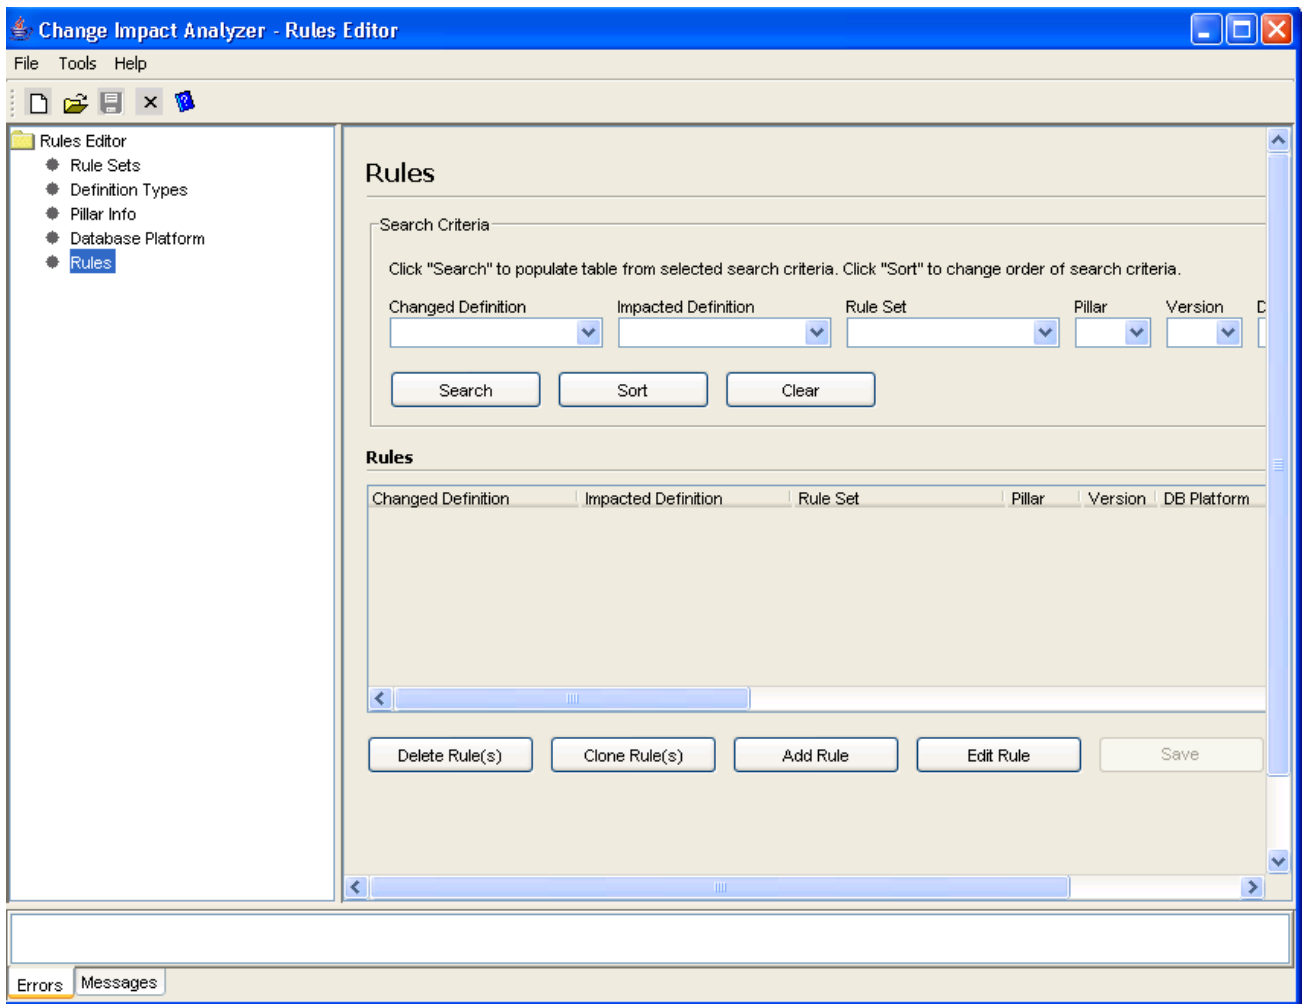 Change Impact Analyzer - Rules Editor
File Tools Help
Rules Editor
Rule Sets
Definition Types
Pillar Info
Database Platform
Rules
Rules
Search Criteria
Click "Search" to populate table from selected search criteria. Click "Sort" to change order of search criteria.
Changed Definition Impacted Definition Rule Set Pillar Version D
Search Sort Clear
Rules
Changed Definition Impacted Definition Rule Set Pillar Version DB Platform
Delete Rule(s) Clone Rule(s) Add Rule Edit Rule Save
Errors Messages